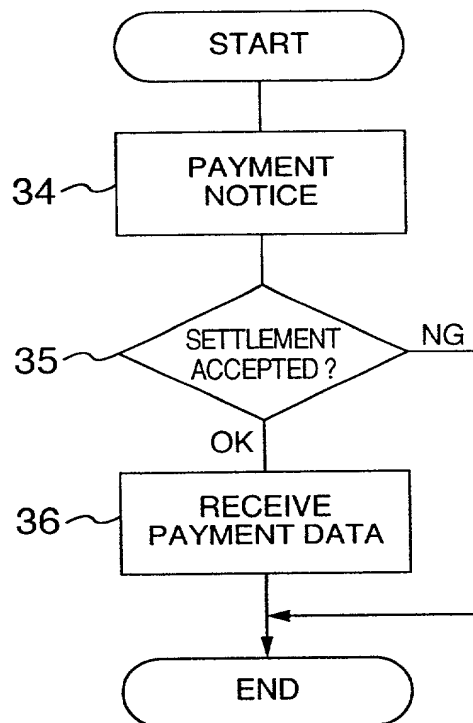 START
34
PAYMENT
NOTICE
35
SETTLEMENT
ACCEPTED ?
NG
OK
36
RECEIVE
PAYMENT DATA
END